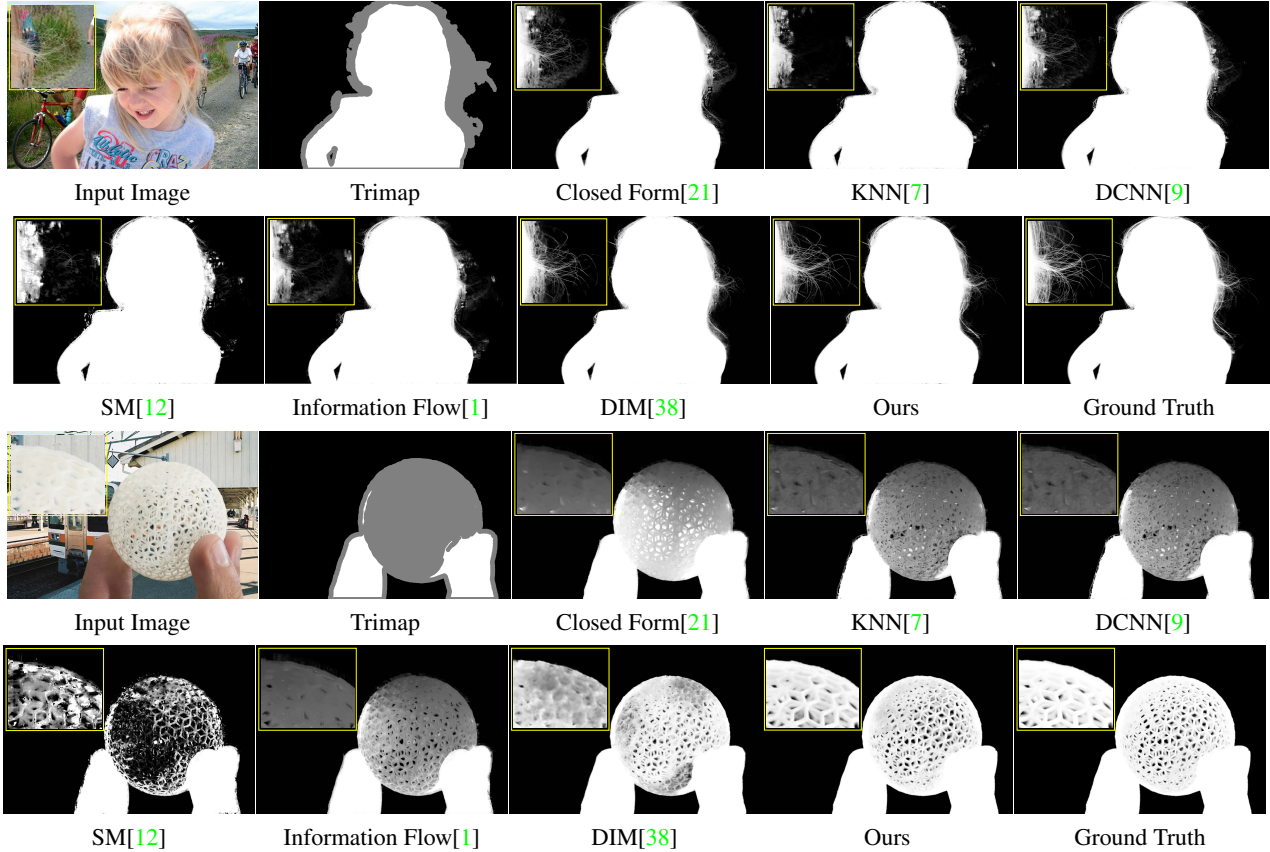 Athletic
CRAZ
Input Image
Trimap
Closed Form[21]
KNN[7]
DCNN[9]
SM[12]
Information Flow[1]
DIM[38]
Ours
Ground Truth
Input Image
Trimap
Closed Form[21]
KNN[7]
DCNN[9]
SM[12]
Information Flow[1]
DIM[38]
Ours
Ground Truth